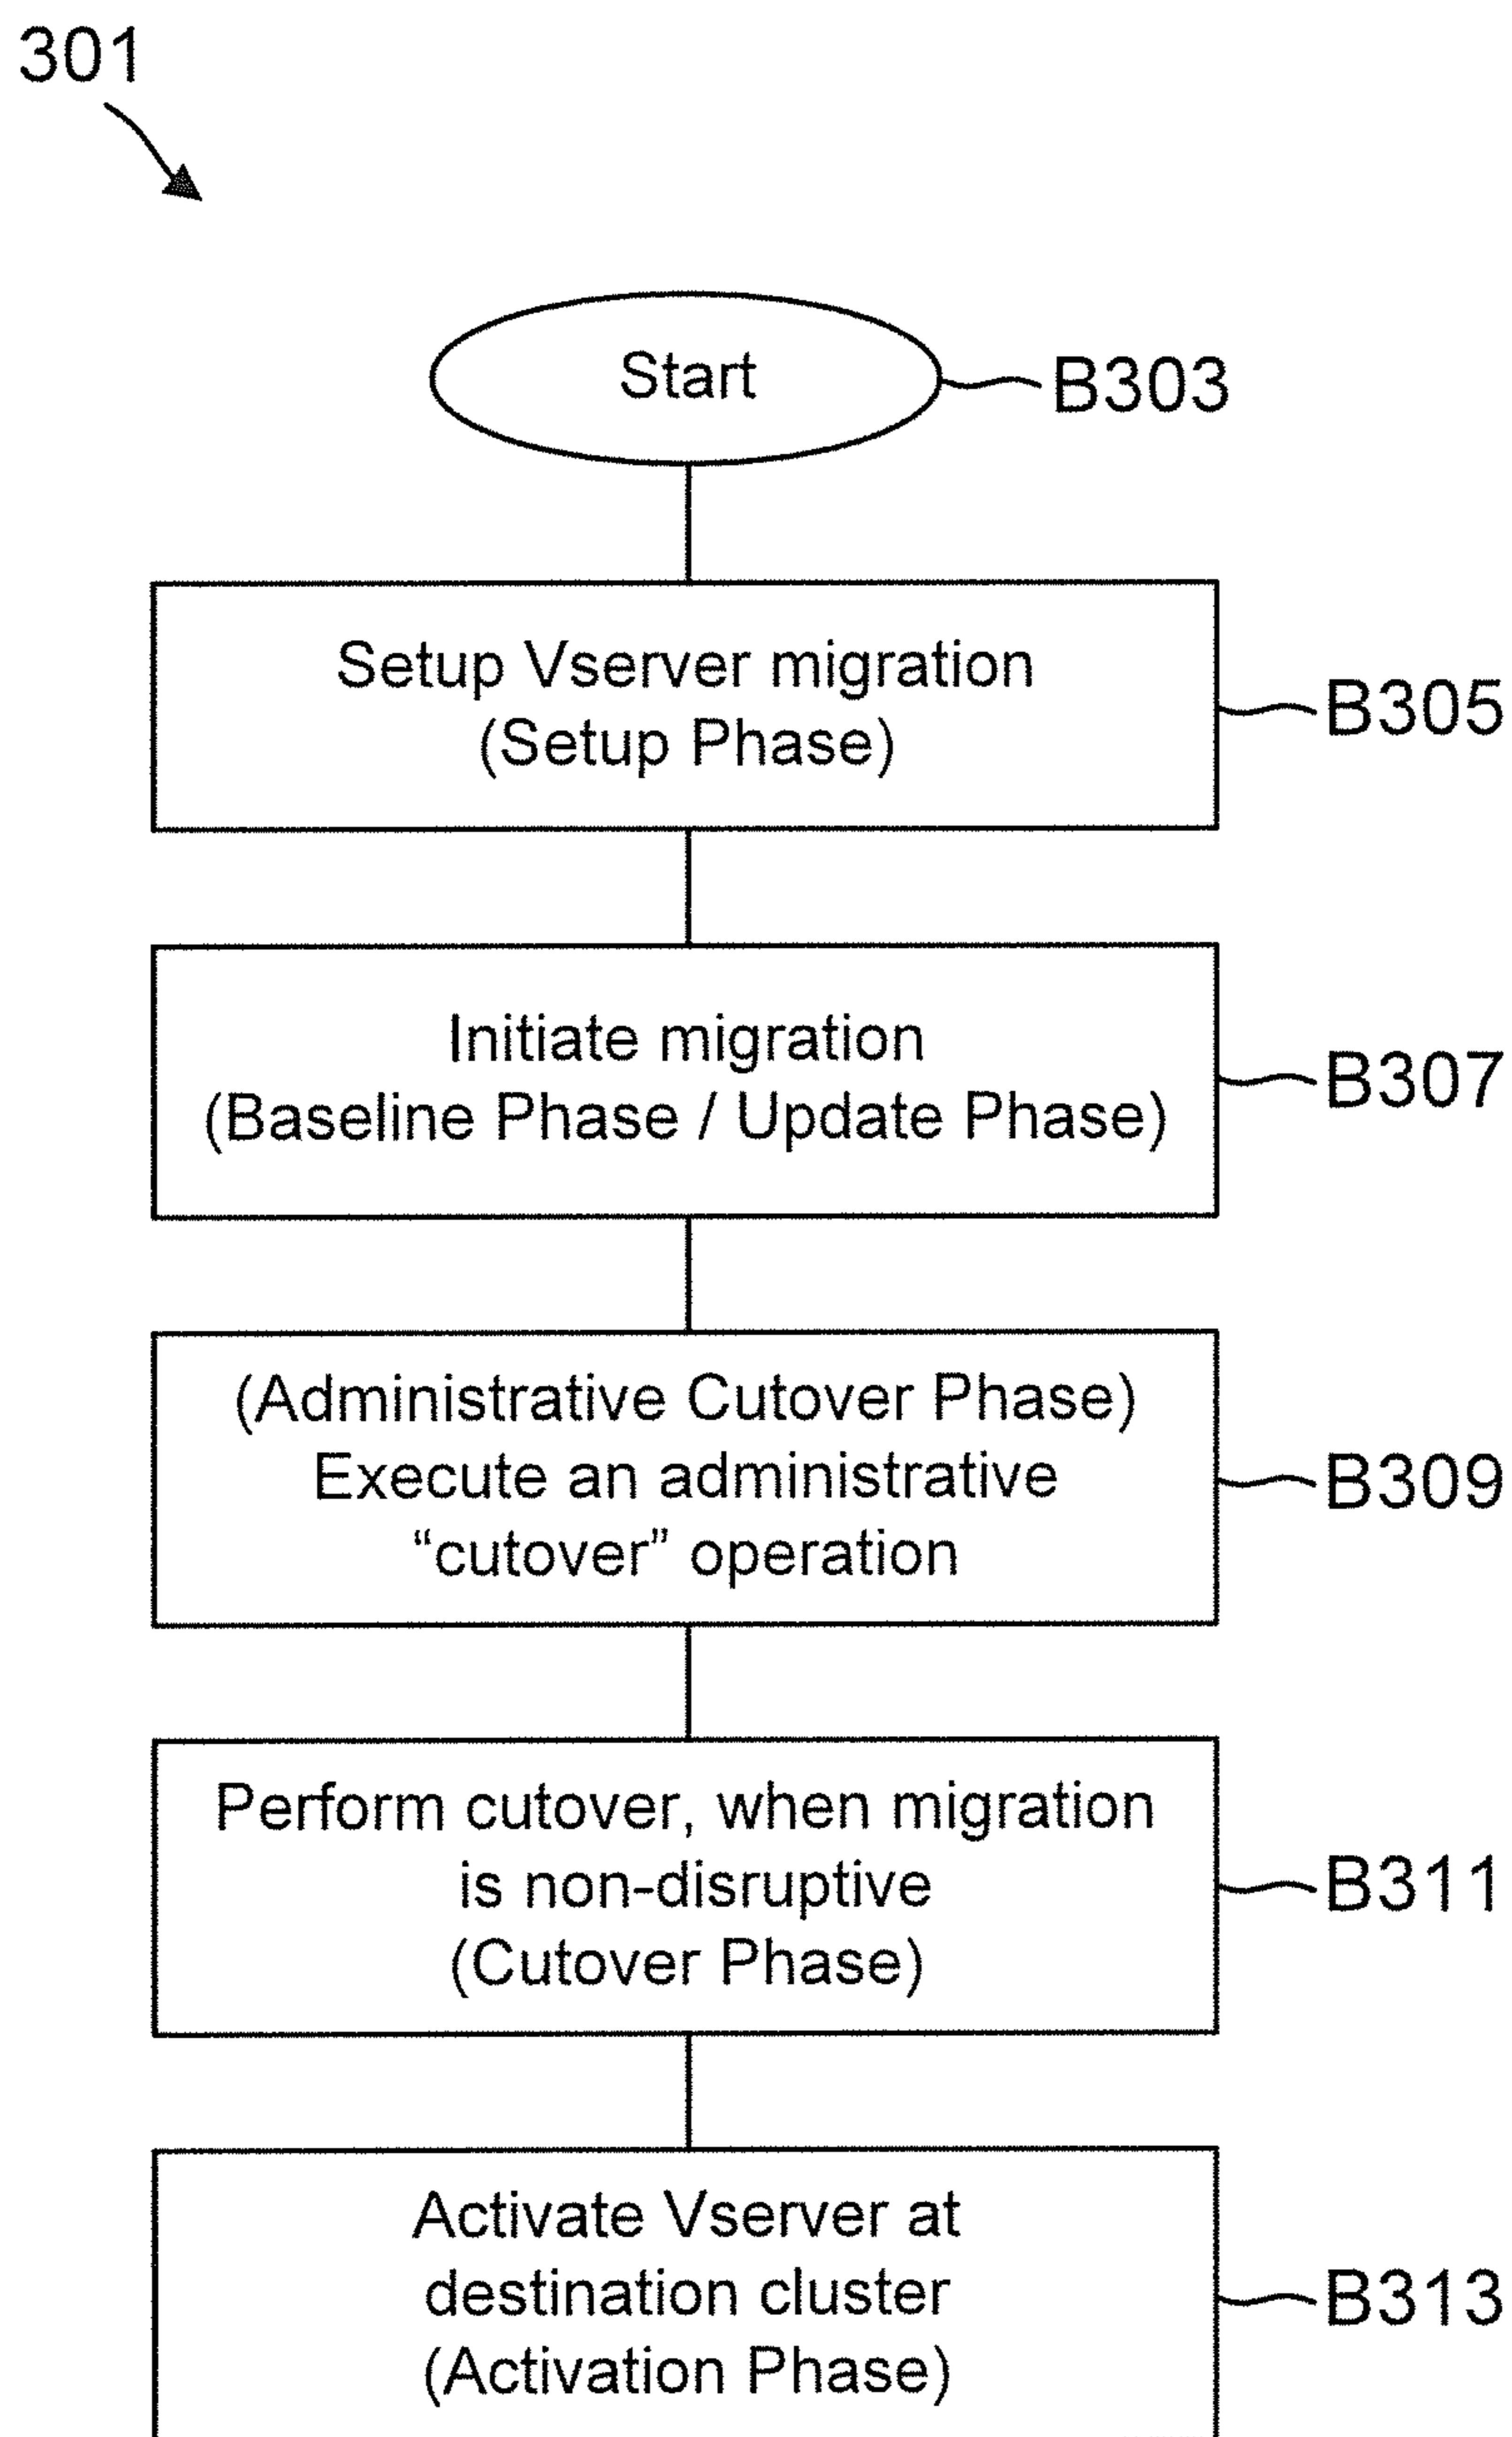 301
Start
B303
Setup Vserver migration
(Setup Phase)
B305
Initiate migration
(Baseline Phase / Update Phase)
B307
(Administrative Cutover Phase)
Execute an administrative
“cutover” operation
B309
Perform cutover, when migration
is non-disruptive
(Cutover Phase)
B311
Activate Vserver at
destination cluster
(Activation Phase)
B313